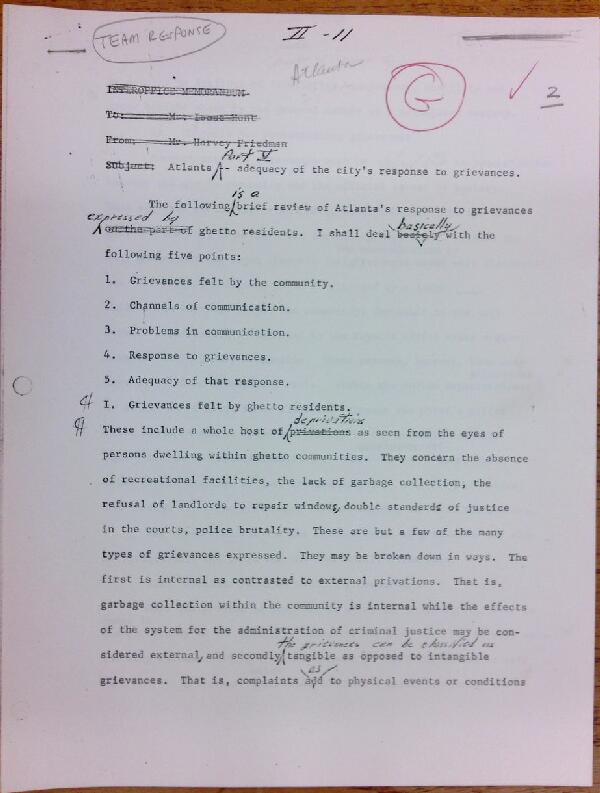 TEAM RESPONSE
II - 11
Atlanta
G
2
INTEROFFICE MEMORANDUM
To: Mr.
From: Mr. Harvey Friedman
Part V
Subject: Atlanta - adequacy of the city's response to grievances.
is a
The following brief review of Atlanta's response to grievances
expressed by basically
on the part of ghetto residents. I shall deal with the
following five points:
1. Grievances felt by the community.
2. Channels of communication.
3. Problems in communication.
4. Response to grievances.
5. Adequacy of that response.
¶ I. Grievances felt by ghetto residents.
deprivations
¶ These include a whole host of privations as seen from the eyes of
persons dwelling within ghetto communities. They concern the absence
of recreational facilities, the lack of garbage collection, the
refusal of landlords to repair windows, double standards of justice
in the courts, police brutality. These are but a few of the many
types of grievances expressed. They may be broken down in ways. The
first is internal as contrasted to external privations. That is,
garbage collection within the community is internal while the effects
of the system for the administration of criminal justice may be con-
the grievances can be classified as
sidered external, and secondly tangible as opposed to intangible
as
grievances. That is, complaints add to physical events or conditions